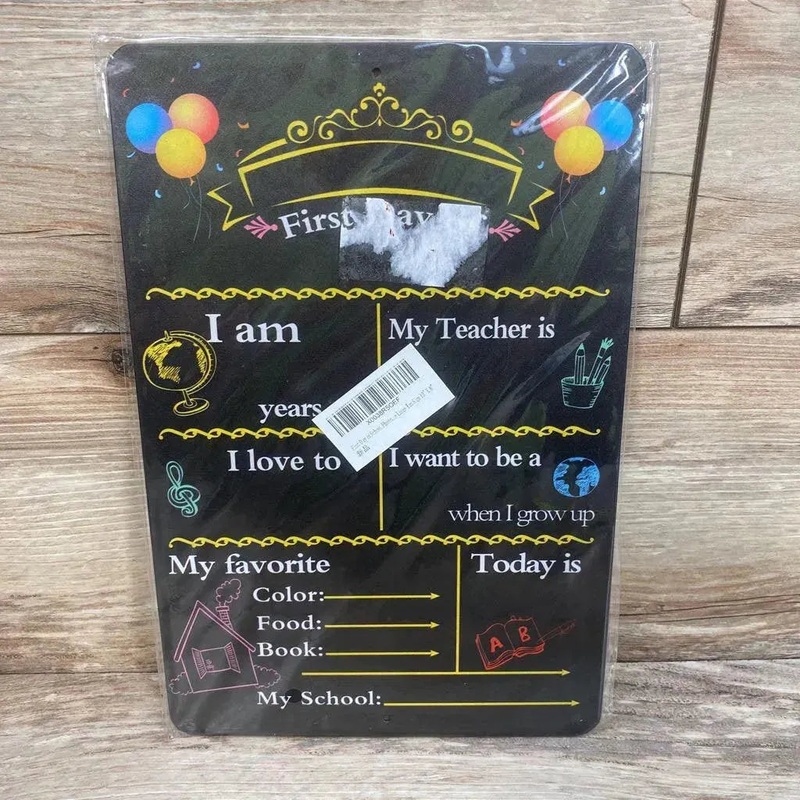 First Day
I am
My Teacher is
years
X003BR5OEF
I love to
I want to be a
when I grow up
My favorite
Today is
Color:
Food:
Book:
A B
My School: